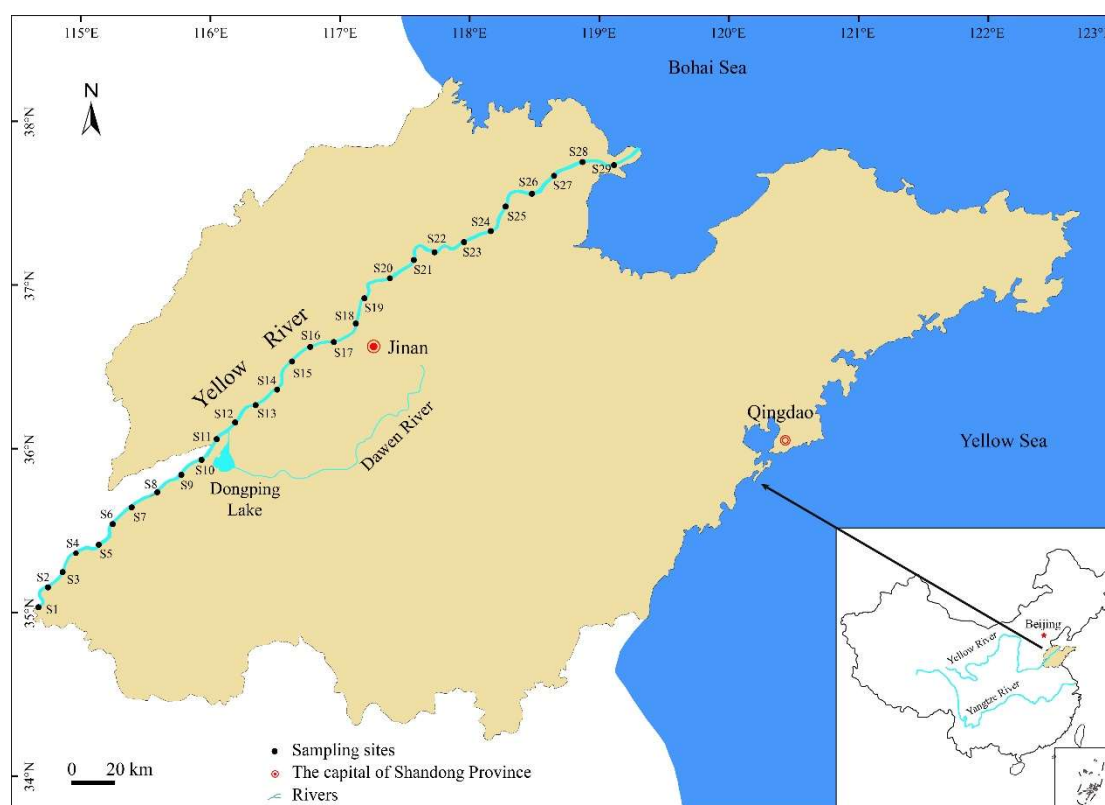 115°E
116°E
117°E
118°E
119°E
120°E
121°E
122°E
123°E
Bohai Sea
N
38°N
37°N
36°N
35°N
34°N
S28
S29
S26
S27
S25
S24
S23
S22
S21
S20
S19
S18
S17
S16
S15
S14
S13
S12
S11
S10
S9
S8
S7
S6
S5
S4
S3
S2
S1
Yellow River
Jinan
Dawen River
Dongping
Lake
Qingdao
Yellow Sea
Beijing
Yellow River
Yangtze River
Sampling sites
The capital of Shandong Province
Rivers
0 20 km